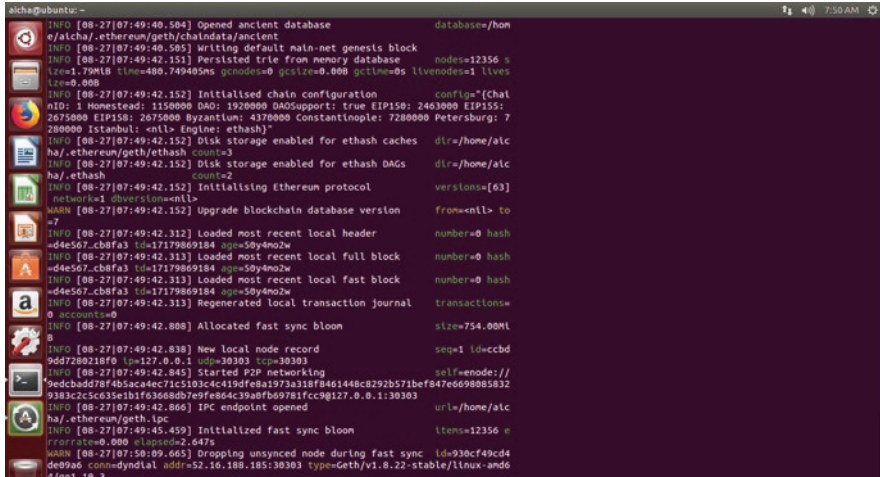 aicha@ubuntu: ~
7:50 AM
INFO [08-27|07:49:40.504] Opened ancient database database=/hom
e/aicha/.ethereum/geth/chaindata/ancient
INFO [08-27|07:49:40.505] Writing default main-net genesis block
INFO [08-27|07:49:42.151] Persisted trie from memory database nodes=12356 s
ize=1.79MiB time=480.749405ms gcnodes=0 gcsize=0.00B gctime=0s livenodes=1 lives
ize=0.00B
INFO [08-27|07:49:42.152] Initialised chain configuration config="{Chai
nID: 1 Homestead: 1150000 DAO: 1920000 DAOSupport: true EIP150: 2463000 EIP155:
2675000 EIP158: 2675000 Byzantium: 4370000 Constantinople: 7280000 Petersburg: 7
280000 Istanbul: <nil> Engine: ethash}"
INFO [08-27|07:49:42.152] Disk storage enabled for ethash caches dir=/home/aic
ha/.ethereum/geth/ethash count=3
INFO [08-27|07:49:42.152] Disk storage enabled for ethash DAGs dir=/home/aic
ha/.ethash count=2
INFO [08-27|07:49:42.152] Initialising Ethereum protocol versions=[63]
network=1 dbversion=<nil>
WARN [08-27|07:49:42.152] Upgrade blockchain database version from=<nil> to
=7
INFO [08-27|07:49:42.312] Loaded most recent local header number=0 hash
=d4e567…cb8fa3 td=17179869184 age=50y4mo2w
INFO [08-27|07:49:42.313] Loaded most recent local full block number=0 hash
=d4e567…cb8fa3 td=17179869184 age=50y4mo2w
INFO [08-27|07:49:42.313] Loaded most recent local fast block number=0 hash
=d4e567…cb8fa3 td=17179869184 age=50y4mo2w
INFO [08-27|07:49:42.313] Regenerated local transaction journal transactions=
0 accounts=0
INFO [08-27|07:49:42.808] Allocated fast sync bloom size=754.00Mi
B
INFO [08-27|07:49:42.838] New local node record seq=1 id=ccbd
9dd7280218f0 ip=127.0.0.1 udp=30303 tcp=30303
INFO [08-27|07:49:42.845] Started P2P networking self=enode://
9edcbadd78f4b5aca4ec71c5103c4c419dfe8a1973a318f8461448c8292b571bef847e6698085832
9383c2c5c635e1b1f63668db7e9fe864c39a0fb69781fcc9@127.0.0.1:30303
INFO [08-27|07:49:42.866] IPC endpoint opened url=/home/aic
ha/.ethereum/geth.ipc
INFO [08-27|07:49:45.459] Initialized fast sync bloom items=12356 e
rrorrate=0.000 elapsed=2.647s
WARN [08-27|07:50:09.665] Dropping unsynced node during fast sync id=930cf49cd4
de09a6 conn=dyndial addr=52.16.188.185:30303 type=Geth/v1.8.22-stable/linux-amd6